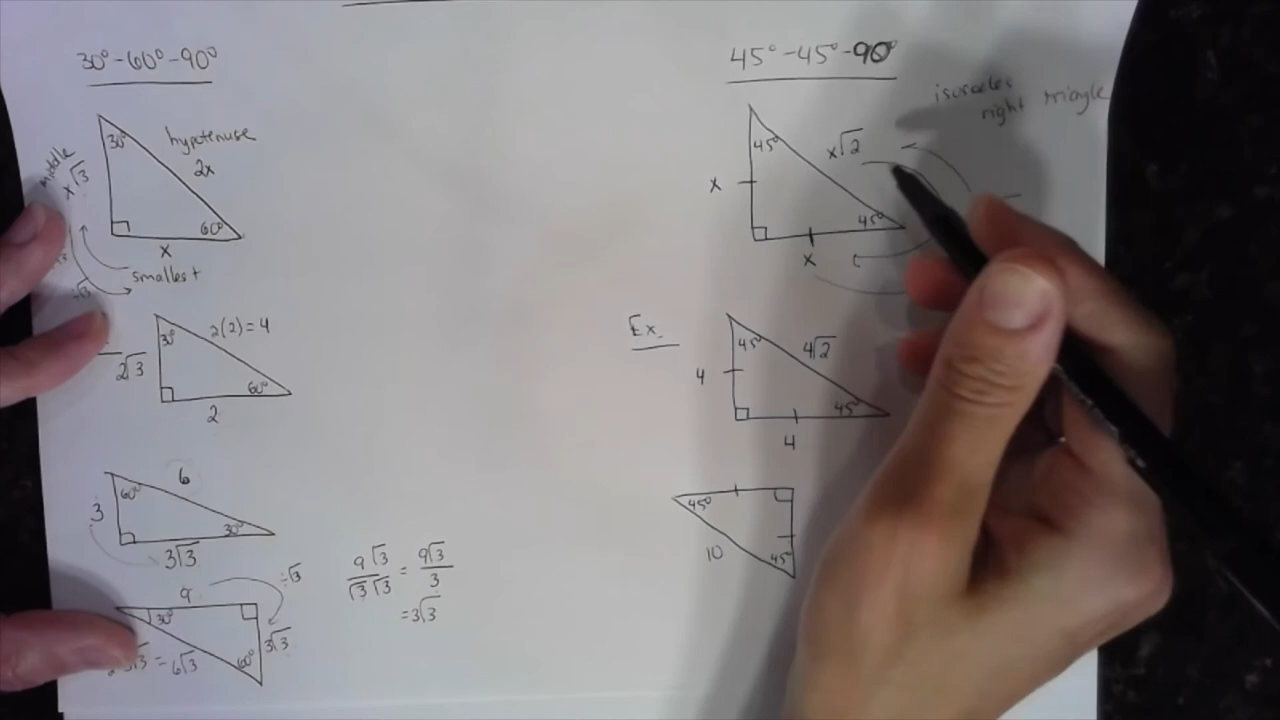 30°-60°-90°
30°
hypotenuse
2x
middle
x√3
60°
x
smallest
÷√3
30°
2(2)=4
2√3
60°
2
60°
6
3
30°
3√3
9
÷√3
30°
3√3
60°
√3 = 6√3
9 √3 = 9√3
√3 √3 3
=3√3
45°-45°-90°
isosceles
right triangle
45°
x√2
x
45°
x
Ex.
45°
4√2
4
45°
4
45°
10
45°